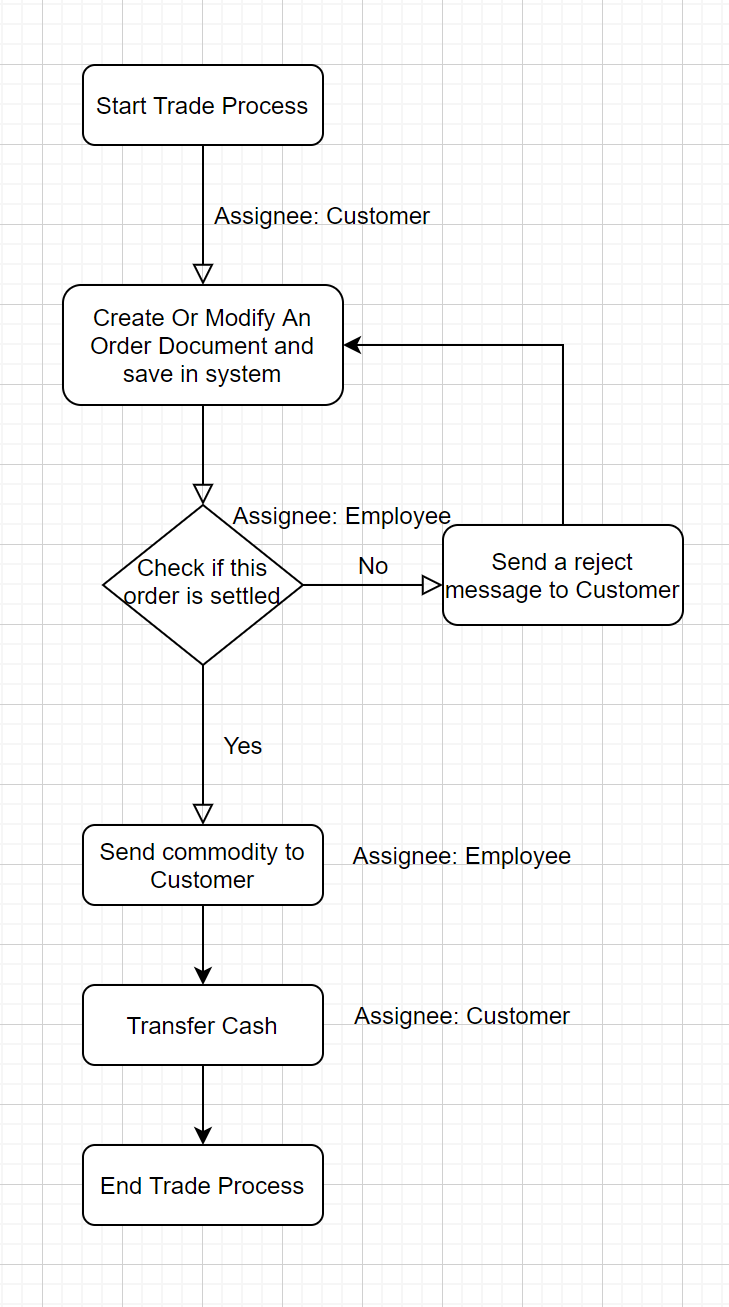 Start Trade Process
Assignee: Customer
Create Or Modify An
Order Document and
save in system
Assignee: Employee
Check if this
order is settled
No
Send a reject
message to Customer
Yes
Send commodity to
Customer
Assignee: Employee
Transfer Cash
Assignee: Customer
End Trade Process